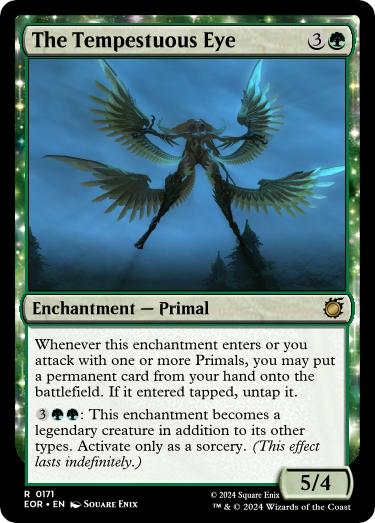 The Tempestuous Eye 3
Enchantment — Primal
Whenever this enchantment enters or you
attack with one or more Primals, you may put
a permanent card from your hand onto the
battlefield. If it entered tapped, untap it.
3: This enchantment becomes a
legendary creature in addition to its other
types. Activate only as a sorcery. (This effect
lasts indefinitely.)
5/4
R 0171
EOR • EN SQUARE ENIX
© 2024 Square Enix
™ & © 2024 Wizards of the Coast